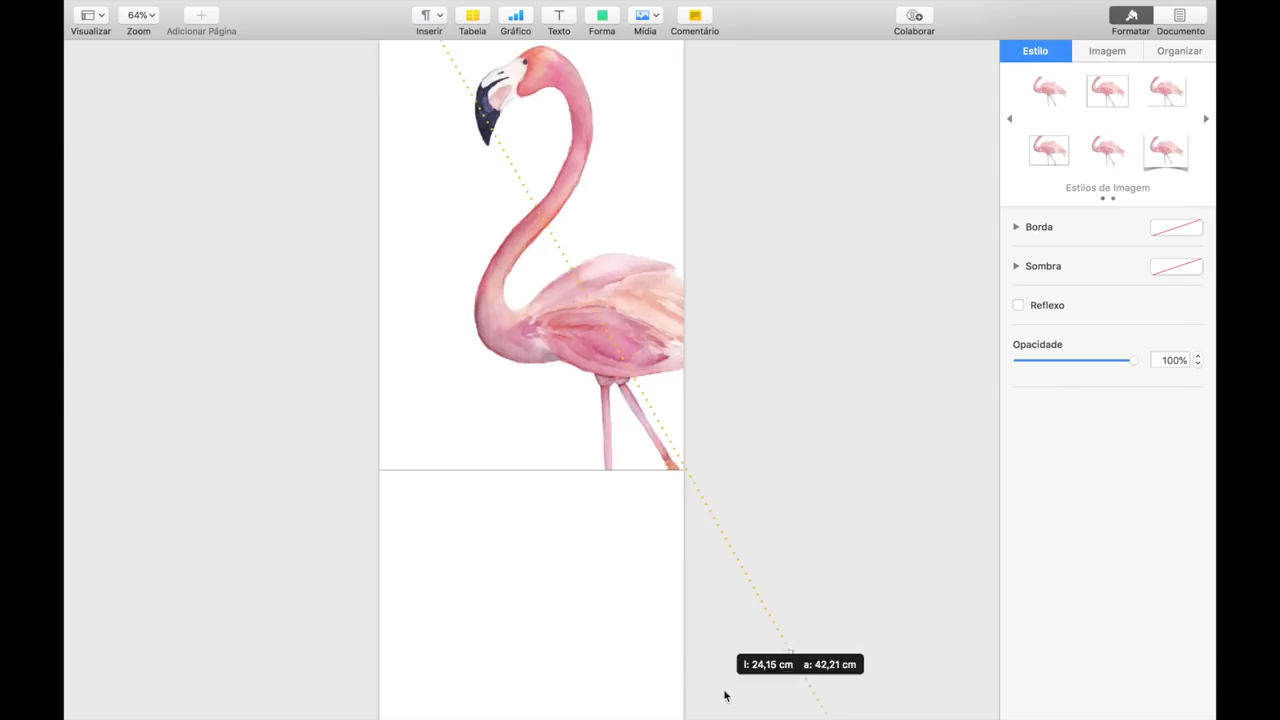 64%
Visualizar Zoom Adicionar Página Inserir Tabela Gráfico Texto Forma Mídia Comentário Colaborar Formatar Documento
Estilo Imagem Organizar
Estilos de Imagem
Borda
Sombra
Reflexo
Opacidade
100%
l: 24,15 cm a: 42,21 cm